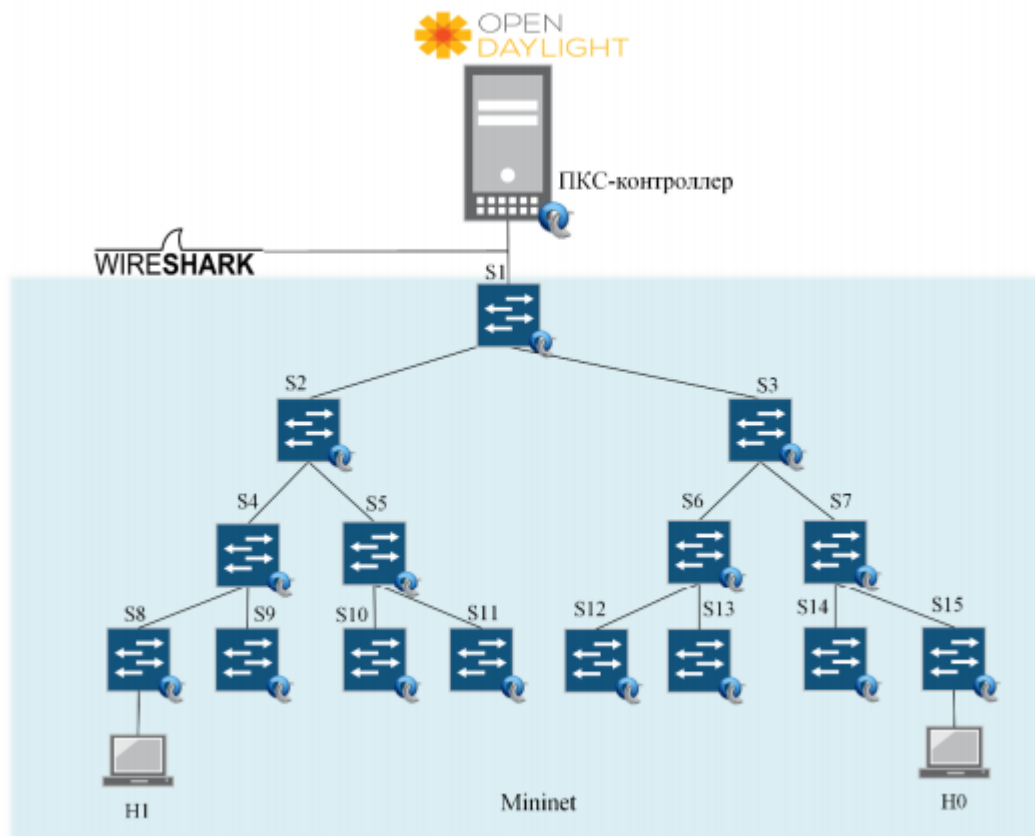 OPEN
DAYLIGHT
ПКС-контроллер
WIRESHARK
S1
S2
S3
S4
S5
S6
S7
S8
S9
S10
S11
S12
S13
S14
S15
H1
Mininet
H0